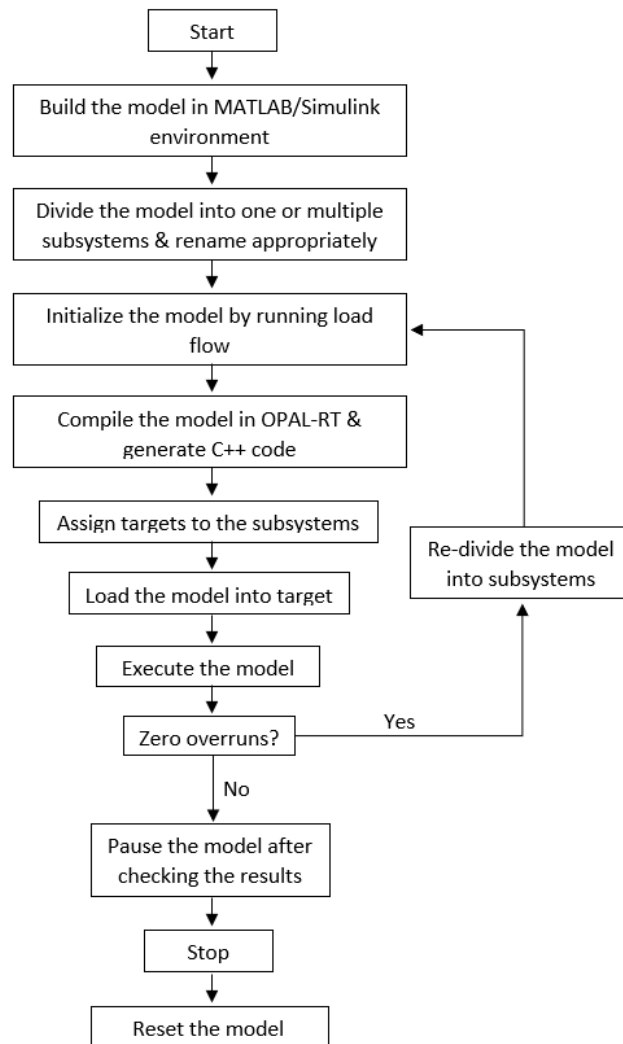 Start
Build the model in MATLAB/Simulink
environment
Divide the model into one or multiple
subsystems & rename appropriately
Initialize the model by running load
flow
Compile the model in OPAL-RT &
generate C++ code
Assign targets to the subsystems
Re-divide the model
into subsystems
Load the model into target
Execute the model
Zero overruns?
Yes
No
Pause the model after
checking the results
Stop
Reset the model